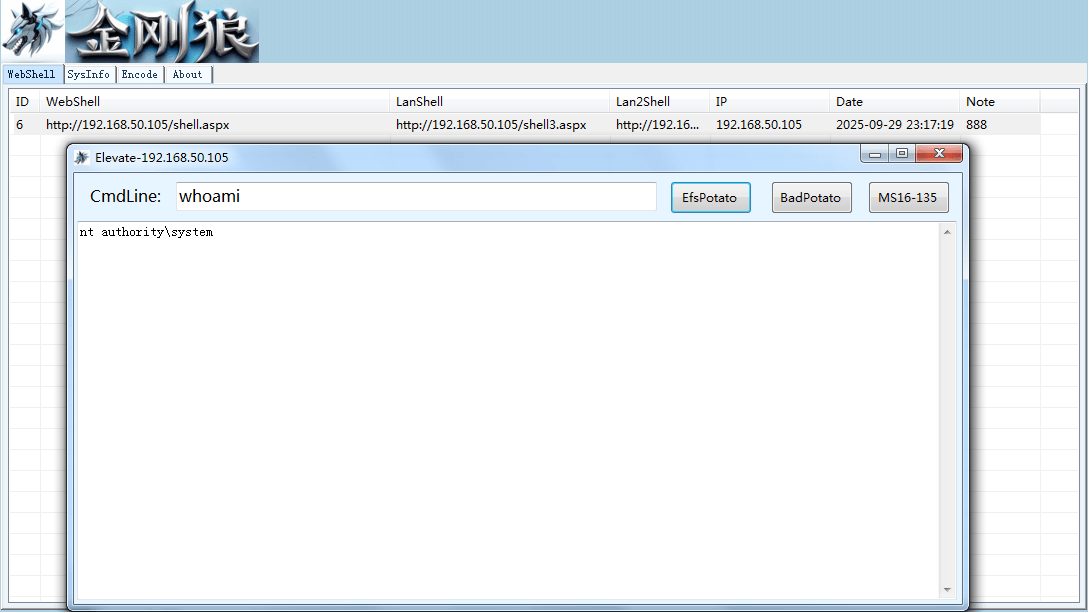 金刚狼
WebShell SysInfo Encode About
ID WebShell LanShell Lan2Shell IP Date Note
6 http://192.168.50.105/shell.aspx http://192.168.50.105/shell3.aspx http://192.16... 192.168.50.105 2025-09-29 23:17:19 888
Elevate-192.168.50.105
CmdLine: whoami EfsPotato BadPotato MS16-135
nt authority\system